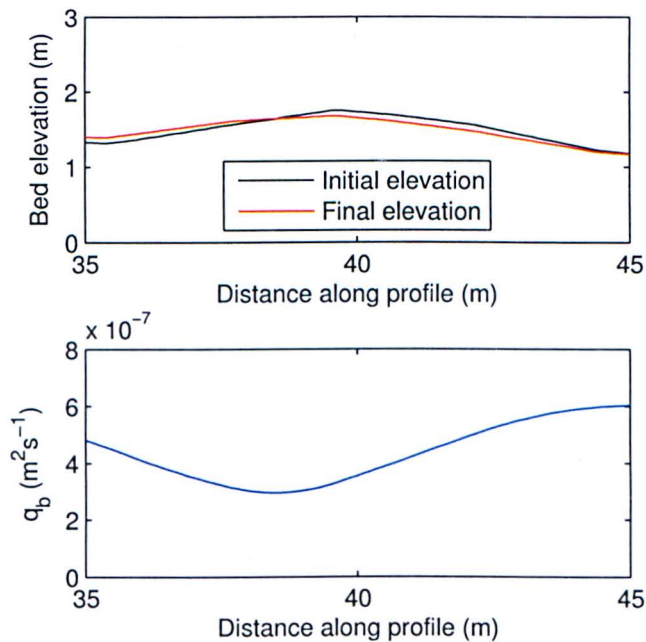 3
2
1
0
Bed elevation (m)
Initial elevation
Final elevation
35
40
45
Distance along profile (m)
x 10⁻⁷
8
6
4
2
0
q_b (m²s⁻¹)
35
40
45
Distance along profile (m)